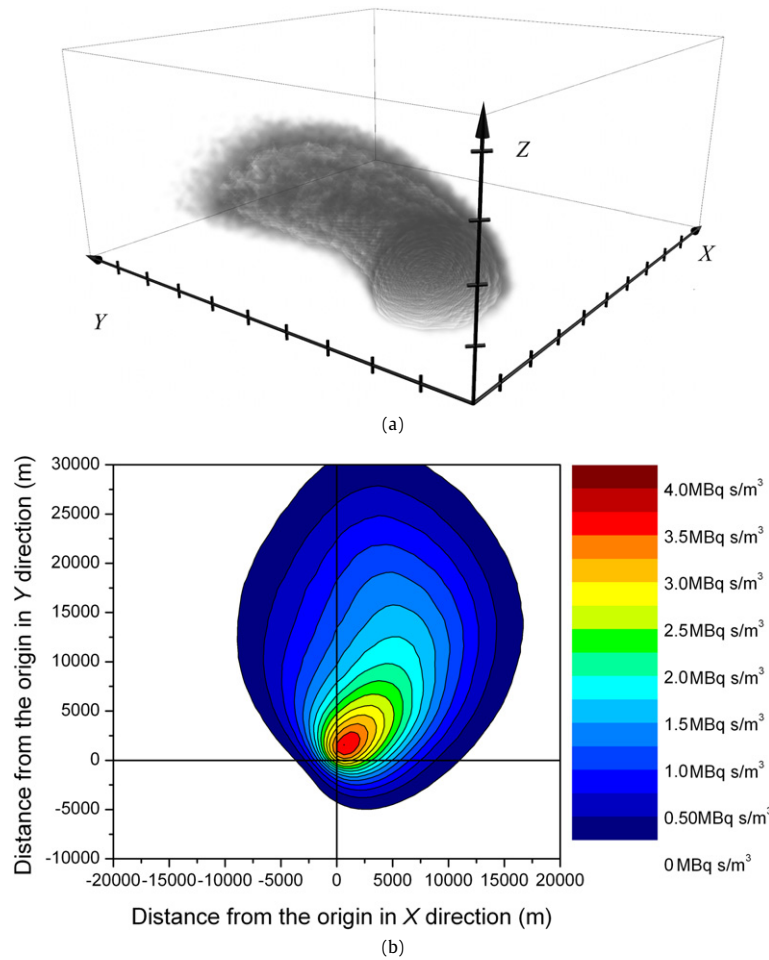 Z
X
Y
(a)
Distance from the origin in Y direction (m)
30000
25000
20000
15000
10000
5000
0
-5000
-10000
-20000-15000-10000 -5000 0 5000 10000 15000 20000
Distance from the origin in X direction (m)
4.0MBq s/m³
3.5MBq s/m³
3.0MBq s/m³
2.5MBq s/m³
2.0MBq s/m³
1.5MBq s/m³
1.0MBq s/m³
0.50MBq s/m³
0 MBq s/m³
(b)